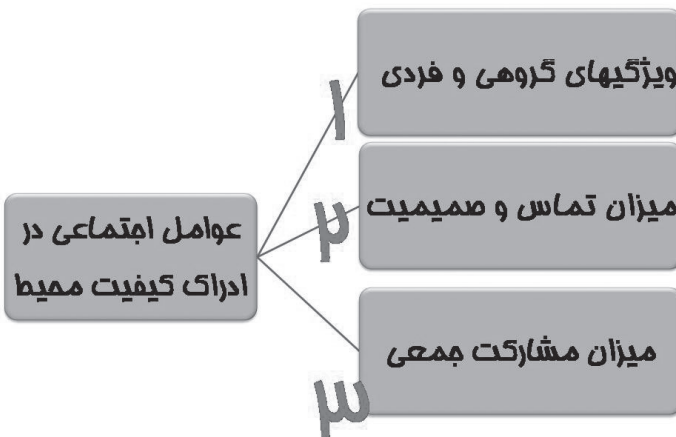 ویژگیهای گروهی و فردی
۱
میزان تماس و صمیمیت
۲
عوامل اجتماعی در
ادراک کیفیت محیط
میزان مشارکت جمعی
۳